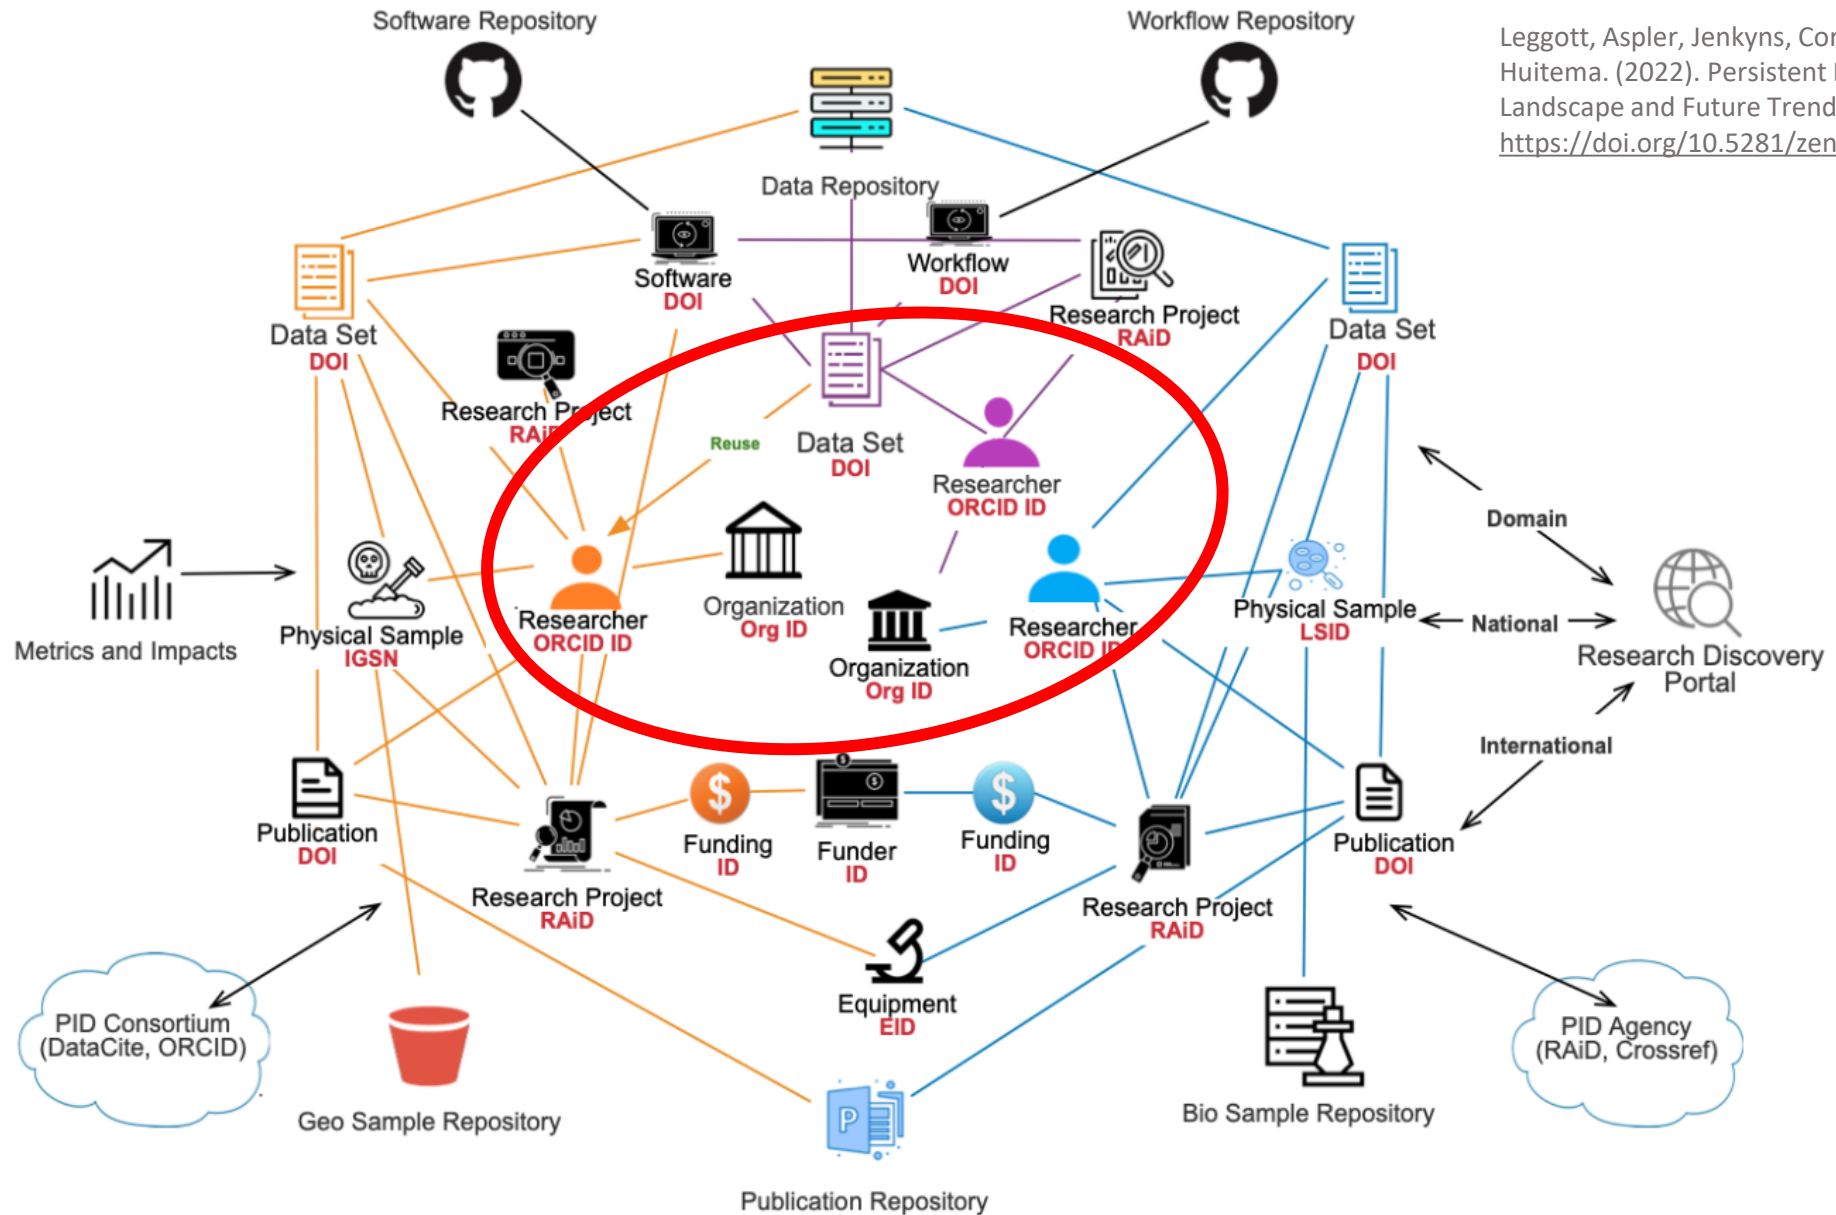 Software Repository
Workflow Repository
Leggott, Aspler, Jenkyns, Cor
Huitema. (2022). Persistent
Landscape and Future Trend
https://doi.org/10.5281/zen
Data Repository
Software
DOI
Workflow
DOI
Research Project
RAiD
Data Set
DOI
Data Set
DOI
Research Project
RAiD
Reuse
Data Set
DOI
Researcher
ORCID ID
Domain
Metrics and Impacts
Physical Sample
IGSN
Researcher
ORCID ID
Organization
Org ID
Organization
Org ID
Researcher
ORCID ID
Physical Sample
LSID
National
Research Discovery
Portal
International
Publication
DOI
Research Project
RAiD
Funding
ID
$
Funder
ID
$
$
Funding
ID
$
Research Project
RAiD
Publication
DOI
Equipment
EID
PID Consortium
(DataCite, ORCID)
PID Agency
(RAiD, Crossref)
Geo Sample Repository
P
Bio Sample Repository
Publication Repository